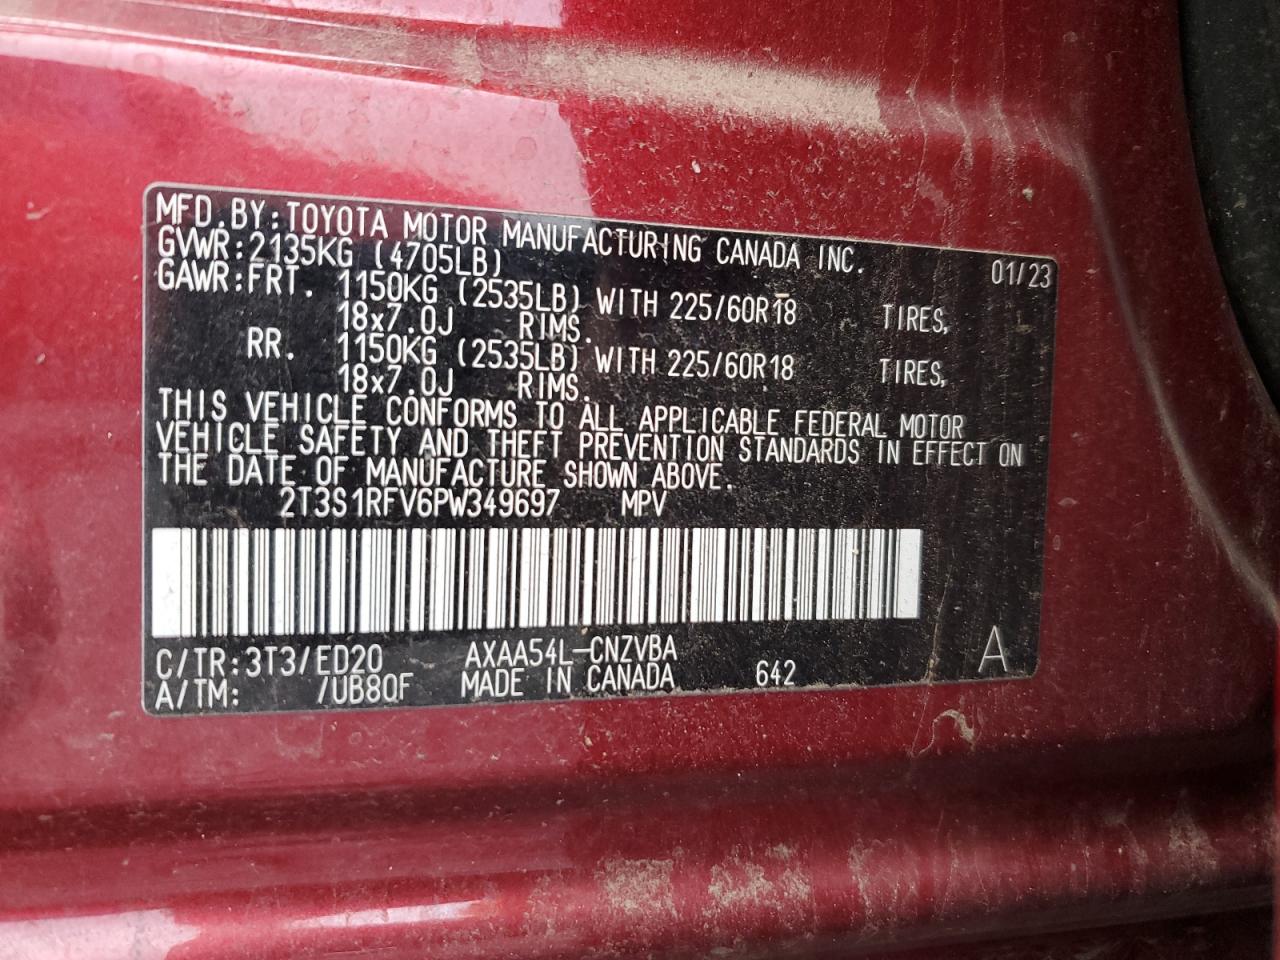 MFD.BY:TOYOTA MOTOR MANUFACTURING CANADA INC. 01/23
GVWR:2135KG (4705LB)
GAWR:FRT. 1150KG (2535LB) WITH 225/60R18 TIRES,
18x7.0J RIMS.
RR. 1150KG (2535LB) WITH 225/60R18 TIRES,
18x7.0J RIMS.
THIS VEHICLE CONFORMS TO ALL APPLICABLE FEDERAL MOTOR
VEHICLE SAFETY AND THEFT PREVENTION STANDARDS IN EFFECT ON
THE DATE OF MANUFACTURE SHOWN ABOVE.
2T3S1RFV6PW349697 MPV
C/TR:3T3/ED20 AXAA54L-CNZVBA A
A/TM: /UB80F MADE IN CANADA 642